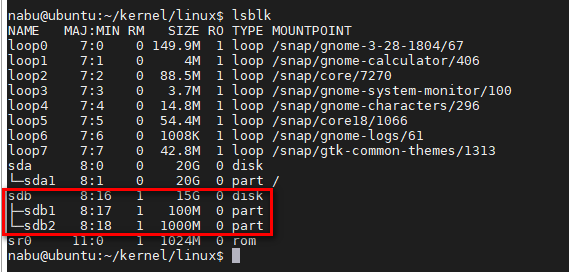 nabu@ubuntu:~/kernel/linux$ lsblk
NAME   MAJ:MIN RM   SIZE RO TYPE MOUNTPOINT
loop0    7:0    0 149.9M  1 loop /snap/gnome-3-28-1804/67
loop1    7:1    0     4M  1 loop /snap/gnome-calculator/406
loop2    7:2    0  88.5M  1 loop /snap/core/7270
loop3    7:3    0   3.7M  1 loop /snap/gnome-system-monitor/100
loop4    7:4    0  14.8M  1 loop /snap/gnome-characters/296
loop5    7:5    0  54.4M  1 loop /snap/core18/1066
loop6    7:6    0  1008K  1 loop /snap/gnome-logs/61
loop7    7:7    0  42.8M  1 loop /snap/gtk-common-themes/1313
sda      8:0    0    20G  0 disk
└─sda1   8:1    0    20G  0 part /
sdb      8:16   1    15G  0 disk
├─sdb1   8:17   1   100M  0 part
└─sdb2   8:18   1  1000M  0 part
sr0     11:0    1  1024M  0 rom
nabu@ubuntu:~/kernel/linux$